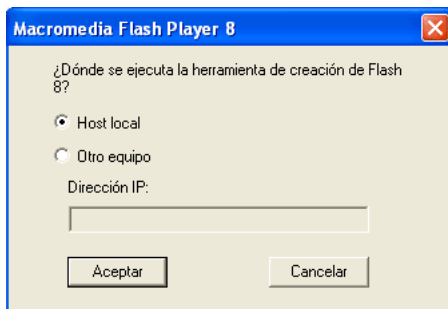 Macromedia Flash Player 8
¿Dónde se ejecuta la herramienta de creación de Flash
8?
Host local
Otro equipo
Dirección IP:
Aceptar
Cancelar